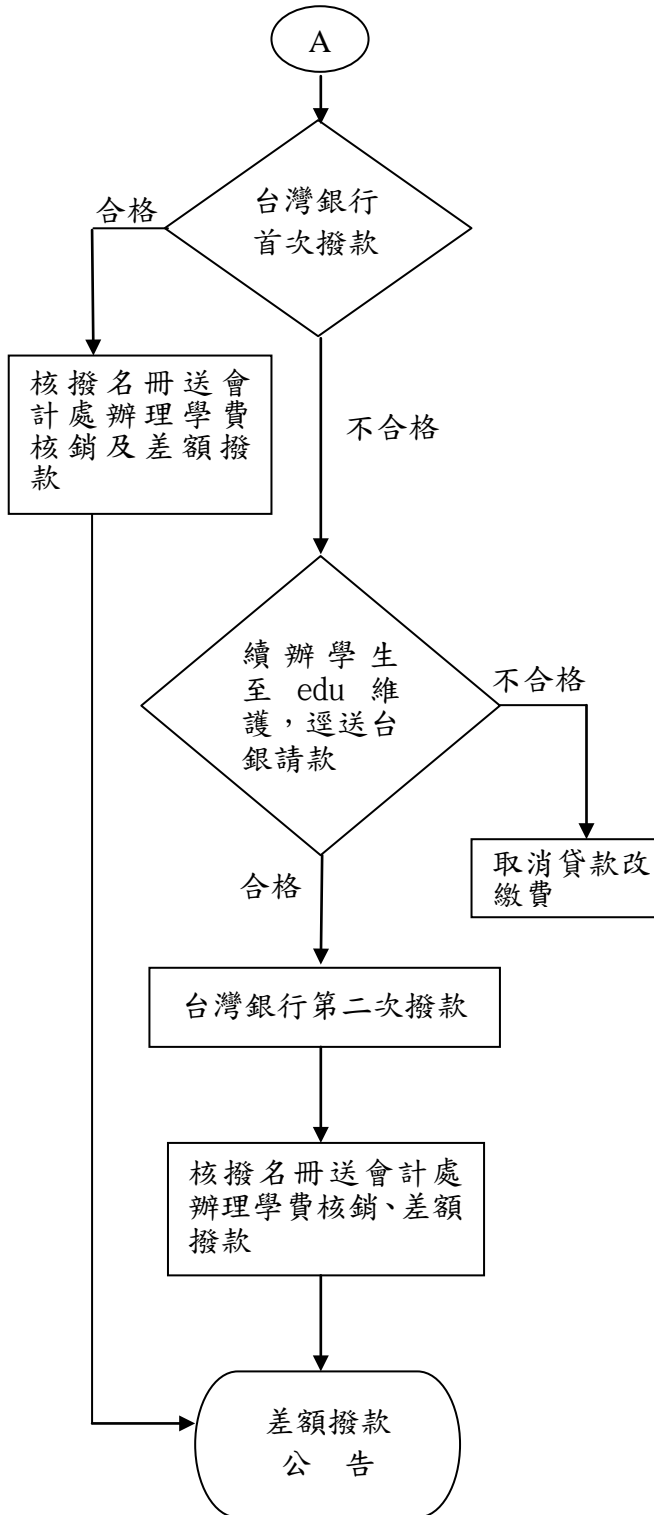 A
台灣銀行
首次撥款
合格
核撥名冊送會
計處辦理學費
核銷及差額撥
款
不合格
續辦學生
至 edu 維
護，逕送台
銀請款
不合格
取消貸款改
繳費
合格
台灣銀行第二次撥款
核撥名冊送會計處
辦理學費核銷、差額
撥款
差額撥款
公 告